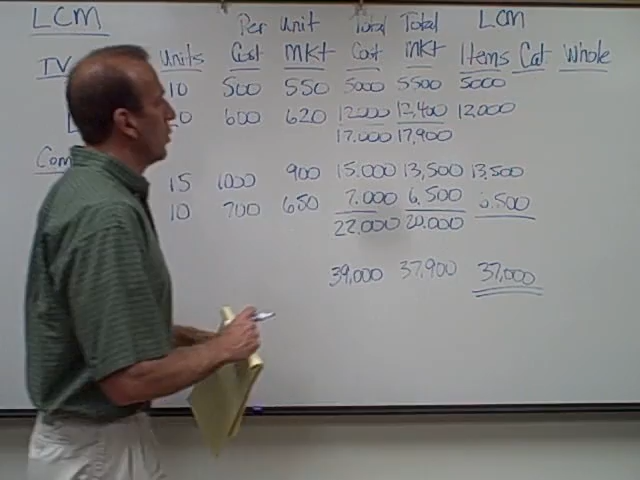 LCM Per Unit Total Total LCM
TV Units Cost Mkt Cost Mkt Items Cat Whole
10 500 550 5000 5500 5000
600 620 12000 12,400 12,000
17.000 17,900
Com
15 1000 900 15.000 13,500 13.500
10 700 650 7.000 6,500 6.500
22,000 20.000
39,000 37,900 37,000